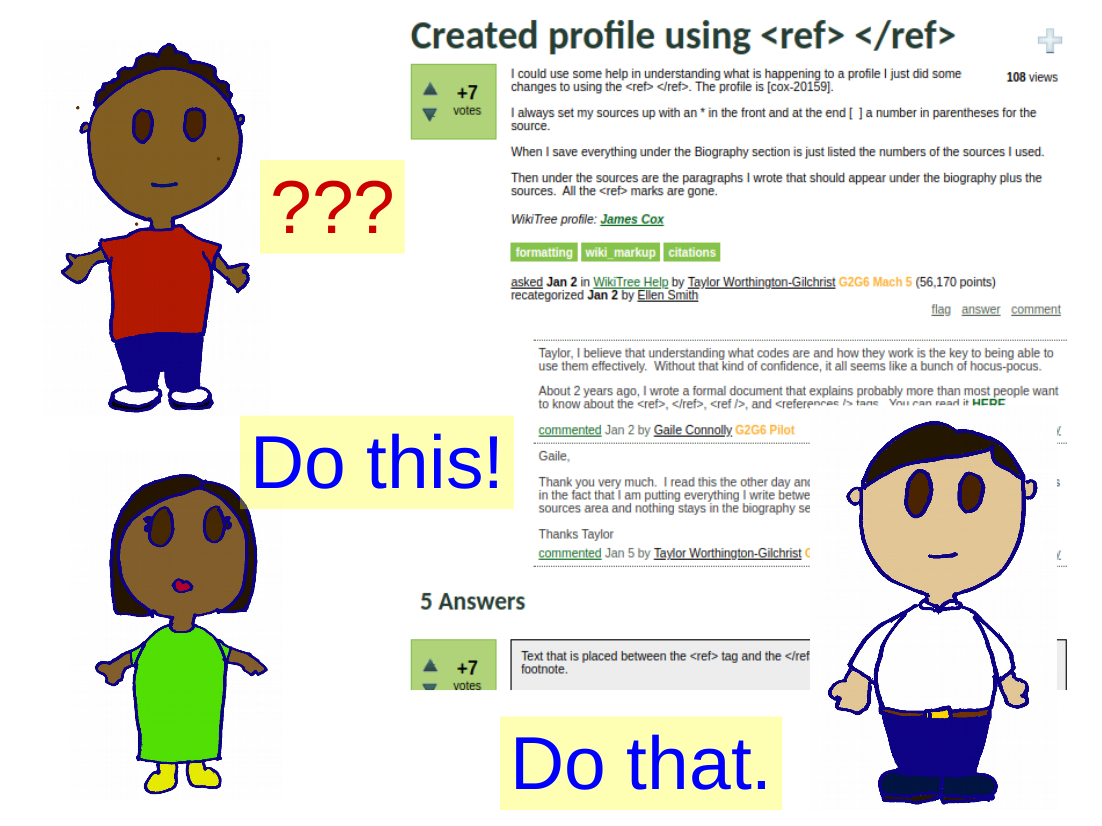 Created profile using <ref> </ref>
+7
votes
108 views
I could use some help in understanding what is happening to a profile I just did some
changes to using the <ref> </ref>. The profile is [cox-20159].
I always set my sources up with an * in the front and at the end [  ] a number in parentheses for the
source.
When I save everything under the Biography section is just listed the numbers of the sources I used.
Then under the sources are the paragraphs I wrote that should appear under the biography plus the
sources.  All the <ref> marks are gone.
WikiTree profile: James Cox
formatting wiki_markup citations
asked Jan 2 in WikiTree Help by Taylor Worthington-Gilchrist G2G6 Mach 5 (56,170 points)
recategorized Jan 2 by Ellen Smith
flag answer comment
???
Taylor, I believe that understanding what codes are and how they work is the key to being able to
use them effectively.  Without that kind of confidence, it all seems like a bunch of hocus-pocus.
About 2 years ago, I wrote a formal document that explains probably more than most people want
to know about the <ref>, </ref>, <ref />, and <references /> tags.  You can read it HERE
commented Jan 2 by Gaile Connolly G2G6 Pilot
Do this!
Gaile,
Thank you very much.  I read this the other day and
in the fact that I am putting everything I write betwe
sources area and nothing stays in the biography se
Thanks Taylor
commented Jan 5 by Taylor Worthington-Gilchrist
5 Answers
+7
votes
Text that is placed between the <ref> tag and the </ref
footnote.
Do that.